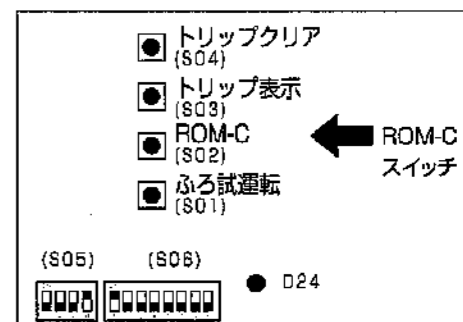 トリップクリア
(S04)
トリップ表示
(S03)
ROM-C
(S02)
ROM-C
スイッチ
ふろ試運転
(S01)
(S05)
(S06)
D24